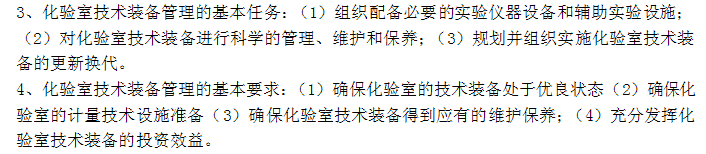 3、化验室技术装备管理的基本任务：（1）组织配备必要的实验仪器设备和辅助实验设施；
（2）对化验室技术装备进行科学的管理、维护和保养；（3）规划并组织实施化验室技术装
备的更新换代。
4、化验室技术装备管理的基本要求：（1）确保化验室的技术装备处于优良状态（2）确保化
验室的计量技术设施准备（3）确保化验室技术装备得到应有的维护保养；（4）充分发挥化
验室技术装备的投资效益。